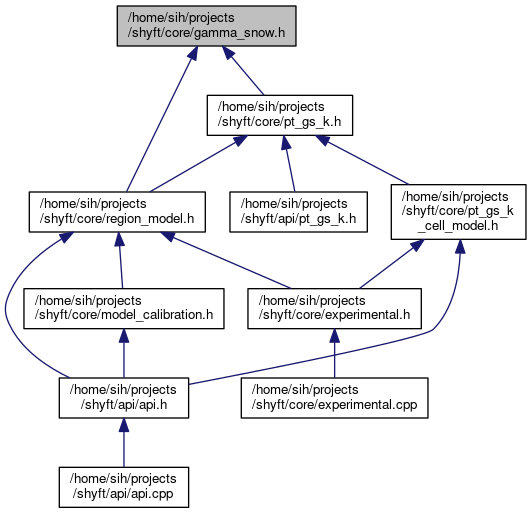 /home/sih/projects
/shyft/core/gamma_snow.h
/home/sih/projects
/shyft/core/pt_gs_k.h
/home/sih/projects
/shyft/core/region_model.h
/home/sih/projects
/shyft/api/pt_gs_k.h
/home/sih/projects
/shyft/core/pt_gs_k
_cell_model.h
/home/sih/projects
/shyft/core/model_calibration.h
/home/sih/projects
/shyft/core/experimental.h
/home/sih/projects
/shyft/api/api.h
/home/sih/projects
/shyft/core/experimental.cpp
/home/sih/projects
/shyft/api/api.cpp